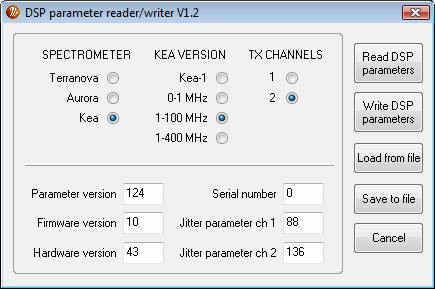 DSP parameter reader/writer V1.2
SPECTROMETER KEA VERSION TX CHANNELS
Terranova Kea-1 1
Aurora 0-1 MHz 2
Kea 1-100 MHz
1-400 MHz
Parameter version 124 Serial number 0
Firmware version 10 Jitter parameter ch 1 88
Hardware version 43 Jitter parameter ch 2 136
Read DSP
parameters
Write DSP
parameters
Load from file
Save to file
Cancel